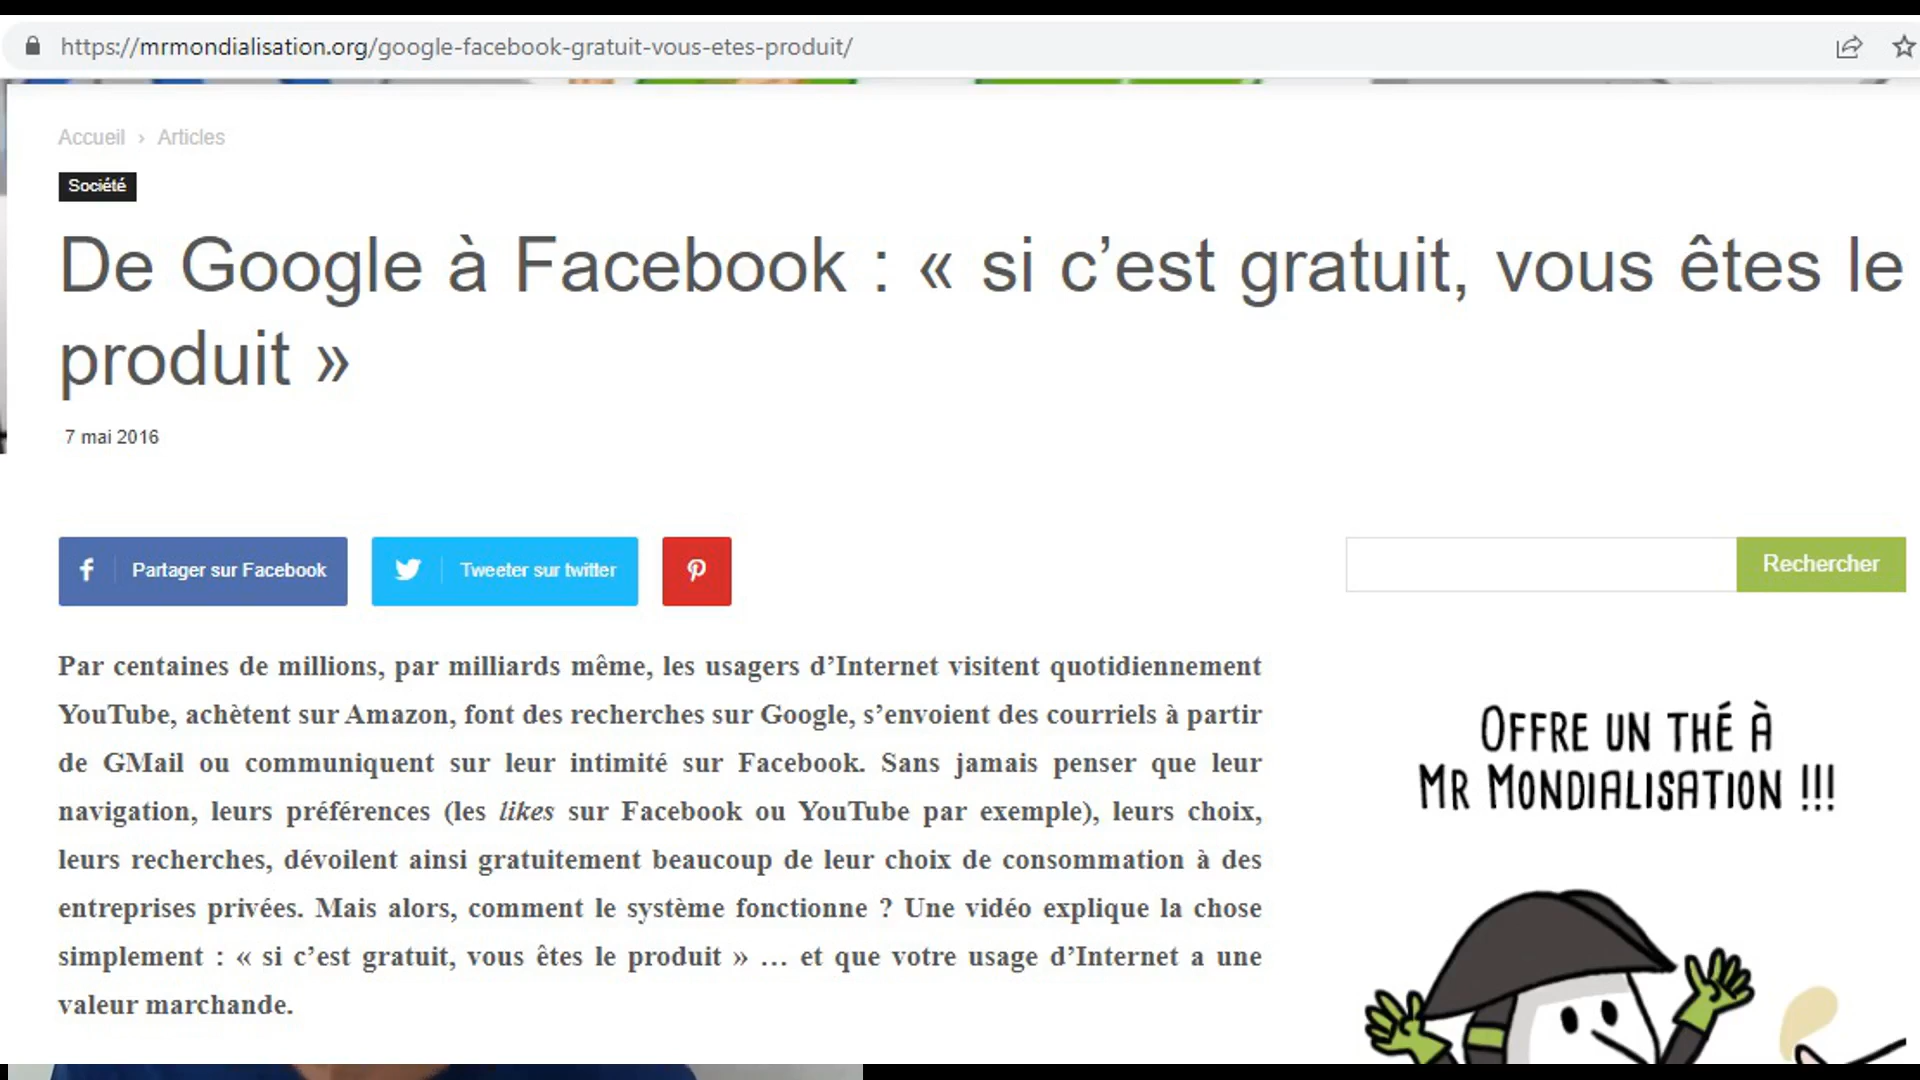 https://mrmondialisation.org/google-facebook-gratuit-vous-etes-produit/
Accueil › Articles
Société
De Google à Facebook : « si c’est gratuit, vous êtes le
produit »
7 mai 2016
Partager sur Facebook
Tweeter sur twitter
Rechercher
Par centaines de millions, par milliards même, les usagers d’Internet visitent quotidiennement
YouTube, achètent sur Amazon, font des recherches sur Google, s’envoient des courriels à partir
de GMail ou communiquent sur leur intimité sur Facebook. Sans jamais penser que leur
navigation, leurs préférences (les likes sur Facebook ou YouTube par exemple), leurs choix,
leurs recherches, dévoilent ainsi gratuitement beaucoup de leur choix de consommation à des
entreprises privées. Mais alors, comment le système fonctionne ? Une vidéo explique la chose
simplement : « si c’est gratuit, vous êtes le produit » … et que votre usage d’Internet a une
valeur marchande.
OFFRE UN THÉ À
MR MONDIALISATION !!!